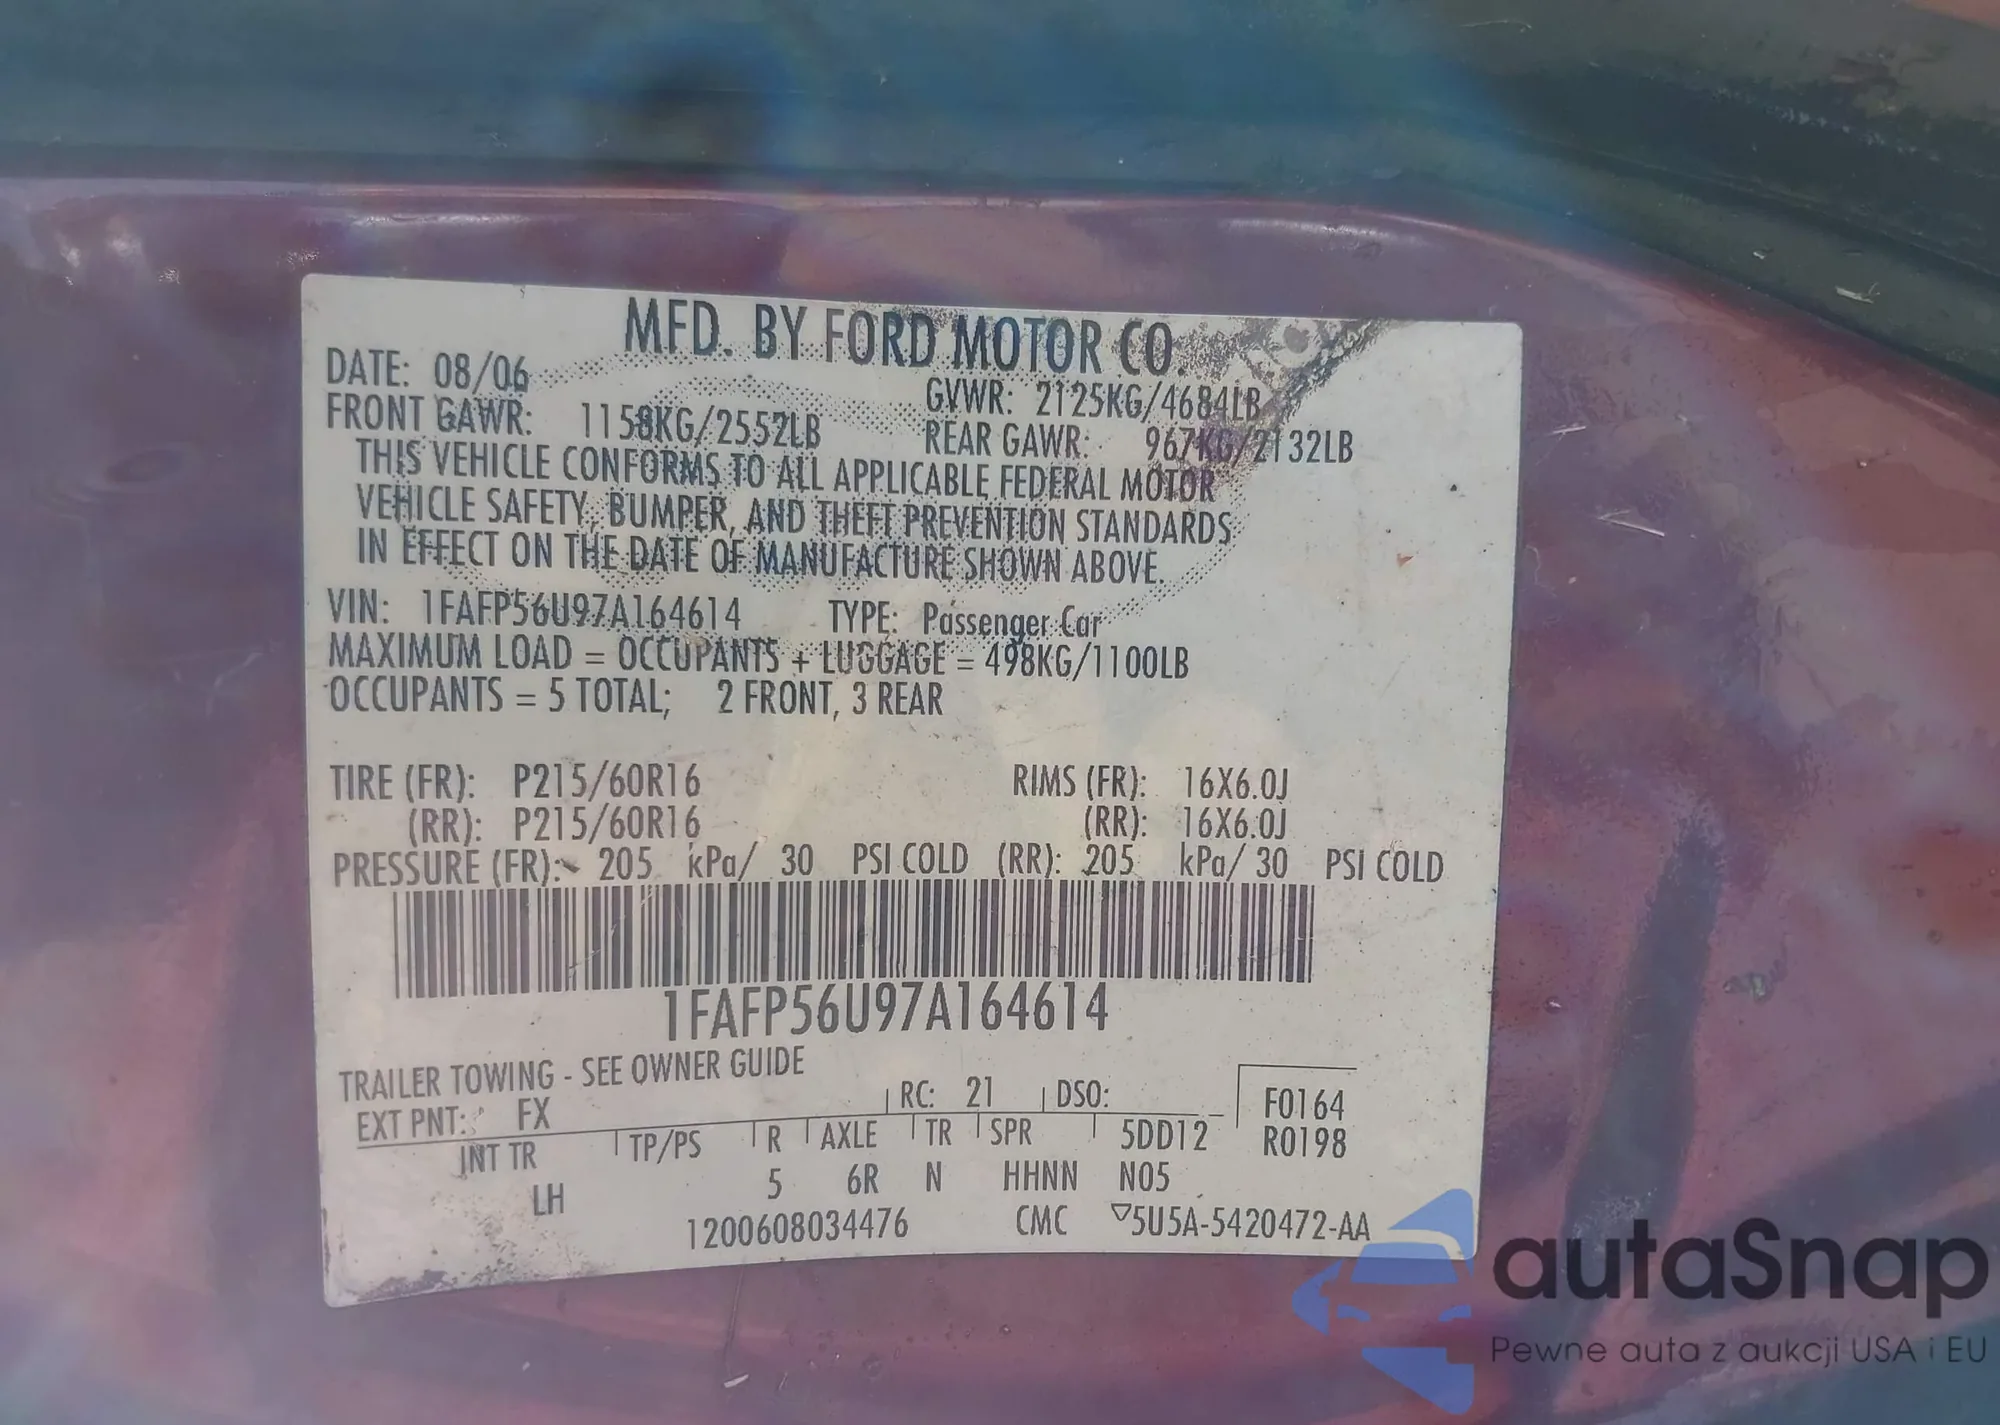 MFD. BY FORD MOTOR CO.
DATE: 08/06 GVWR: 2125KG/4684LB
FRONT GAWR: 1158KG/2552LB REAR GAWR: 967KG/2132LB
THIS VEHICLE CONFORMS TO ALL APPLICABLE FEDERAL MOTOR
VEHICLE SAFETY, BUMPER, AND THEFT PREVENTION STANDARDS
IN EFFECT ON THE DATE OF MANUFACTURE SHOWN ABOVE.
VIN: 1FAFP56U97A164614 TYPE: Passenger Car
MAXIMUM LOAD = OCCUPANTS + LUGGAGE = 498KG/1100LB
OCCUPANTS = 5 TOTAL; 2 FRONT, 3 REAR
TIRE (FR): P215/60R16 RIMS (FR): 16X6.0J
(RR): P215/60R16 (RR): 16X6.0J
PRESSURE (FR): 205 kPa/ 30 PSI COLD (RR): 205 kPa/ 30 PSI COLD
1FAFP56U97A164614
TRAILER TOWING - SEE OWNER GUIDE
EXT PNT: FX RC: 21 DSO: F0164
INT TR TP/PS R AXLE TR SPR 5DD12 R0198
LH 5 6R N HHNN N05
1200608034476 CMC ▽5U5A-5420472-AA
autaSnap
Pewne auta z aukcji USA i EU